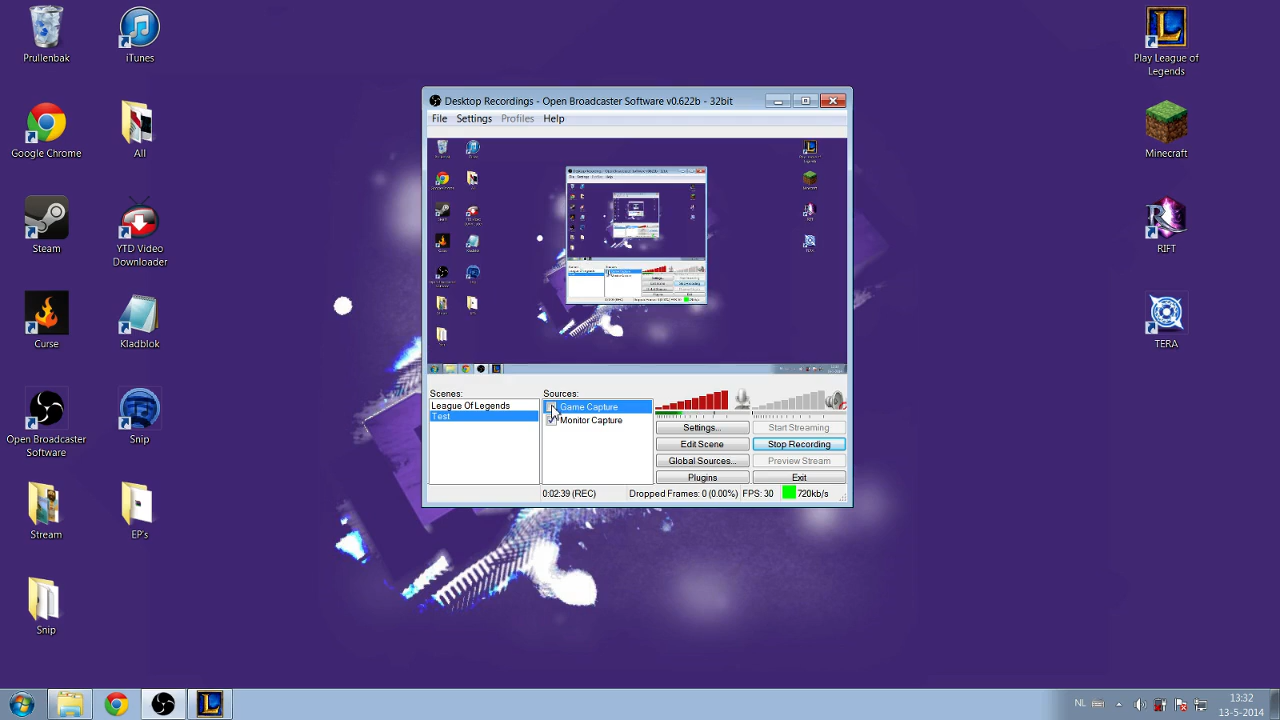 Prullenbak
iTunes
Google Chrome
All
Steam
YTD Video
Downloader
Curse
Kladblok
Open Broadcaster
Software
Snip
Stream
EP's
Snip
Desktop Recordings - Open Broadcaster Software v0.622b - 32bit
File Settings Profiles Help
Scenes:
League Of Legends
Test
Sources:
Game Capture
Monitor Capture
Settings...
Start Streaming
Edit Scene
Stop Recording
Global Sources...
Preview Stream
Plugins
Exit
0:02:39 (REC)
Dropped Frames: 0 (0.00%)
FPS: 30
720kb/s
Play League of
Legends
Minecraft
RIFT
TERA
NL
13:32
13-5-2014